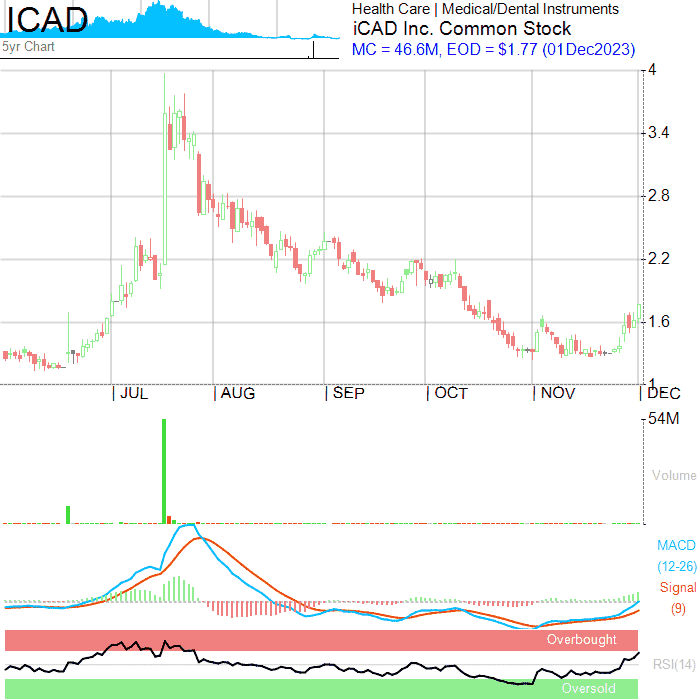 ICAD
5yr Chart
Health Care | Medical/Dental Instruments
iCAD Inc. Common Stock
MC = 46.6M, EOD = $1.77 (01Dec2023)
4
3.4
2.8
2.2
1.6
1
JUL AUG SEP OCT NOV DEC
54M
Volume
MACD
(12-26)
Signal
(9)
Overbought
RSI(14)
Oversold